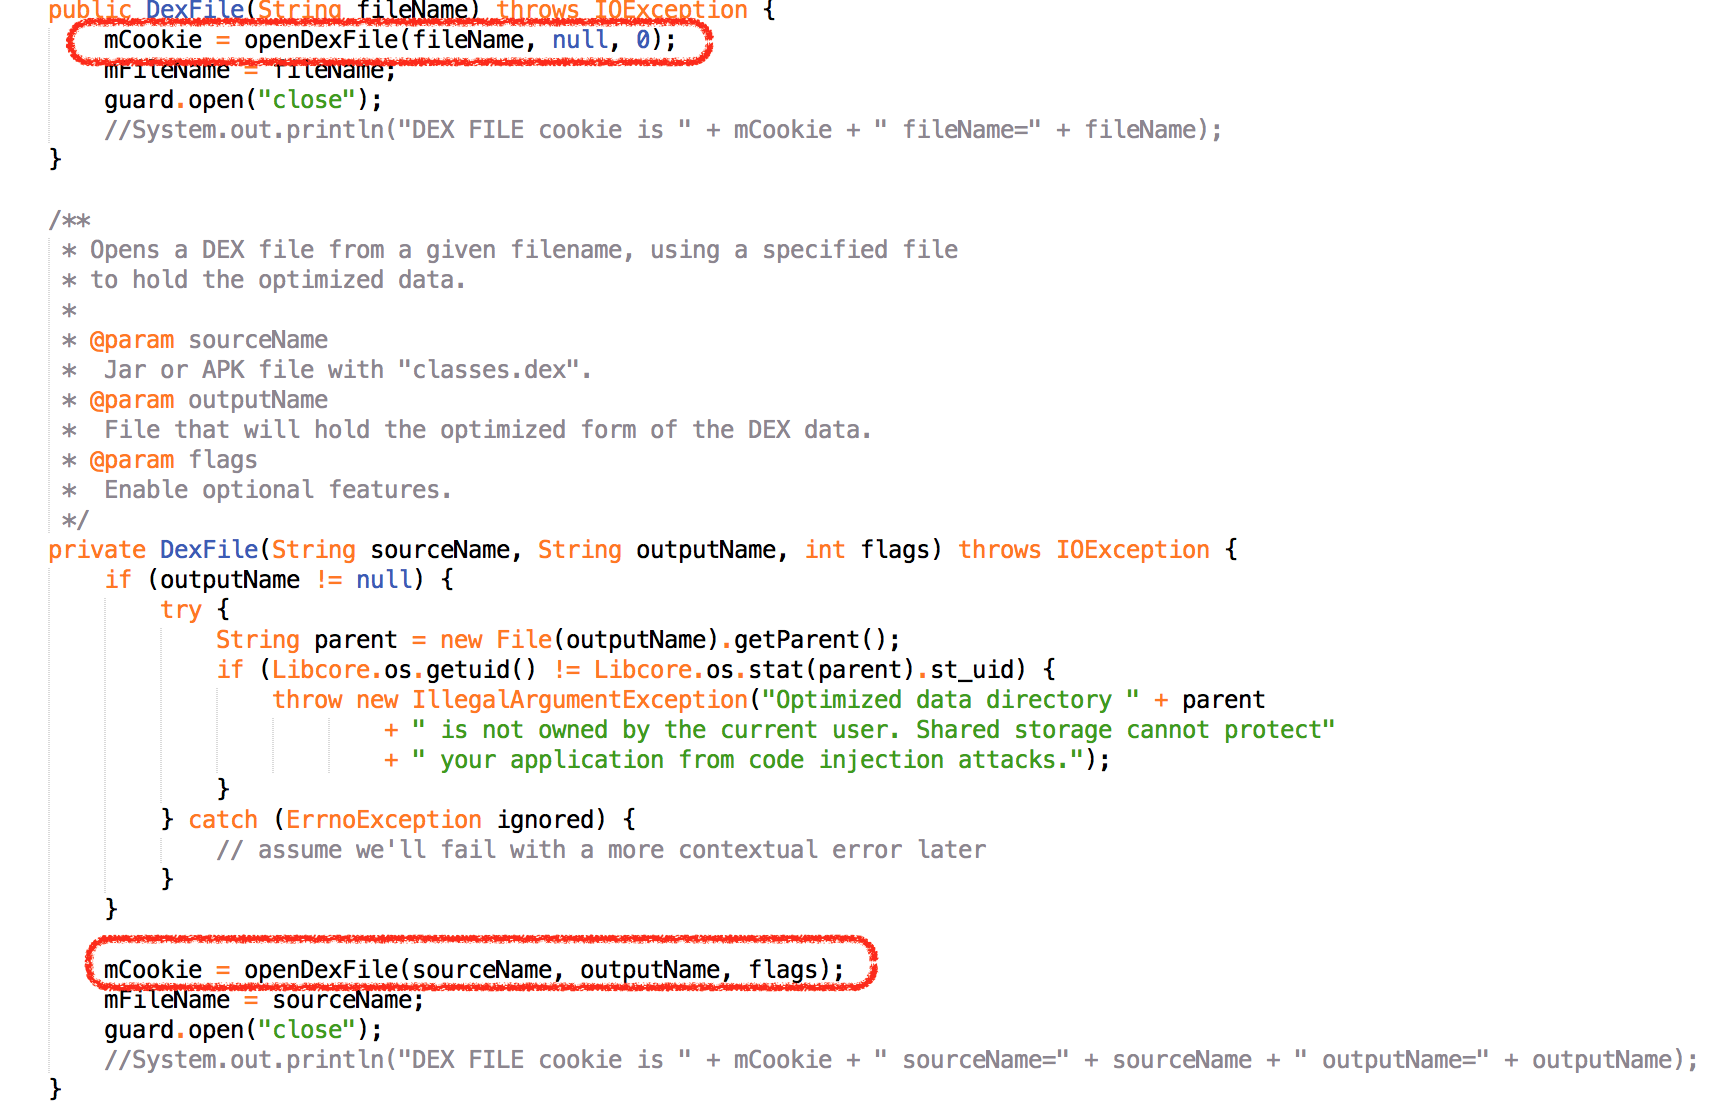 public DexFile(String fileName) throws IOException {
mCookie = openDexFile(fileName, null, 0);
mFileName = fileName;
guard.open("close");
//System.out.println("DEX FILE cookie is " + mCookie + " fileName=" + fileName);
}
/**
* Opens a DEX file from a given filename, using a specified file
* to hold the optimized data.
*
* @param sourceName
*  Jar or APK file with "classes.dex".
* @param outputName
*  File that will hold the optimized form of the DEX data.
* @param flags
*  Enable optional features.
*/
private DexFile(String sourceName, String outputName, int flags) throws IOException {
if (outputName != null) {
try {
String parent = new File(outputName).getParent();
if (Libcore.os.getuid() != Libcore.os.stat(parent).st_uid) {
throw new IllegalArgumentException("Optimized data directory " + parent
+ " is not owned by the current user. Shared storage cannot protect"
+ " your application from code injection attacks.");
}
} catch (ErrnoException ignored) {
// assume we'll fail with a more contextual error later
}
}
mCookie = openDexFile(sourceName, outputName, flags);
mFileName = sourceName;
guard.open("close");
//System.out.println("DEX FILE cookie is " + mCookie + " sourceName=" + sourceName + " outputName=" + outputName);
}